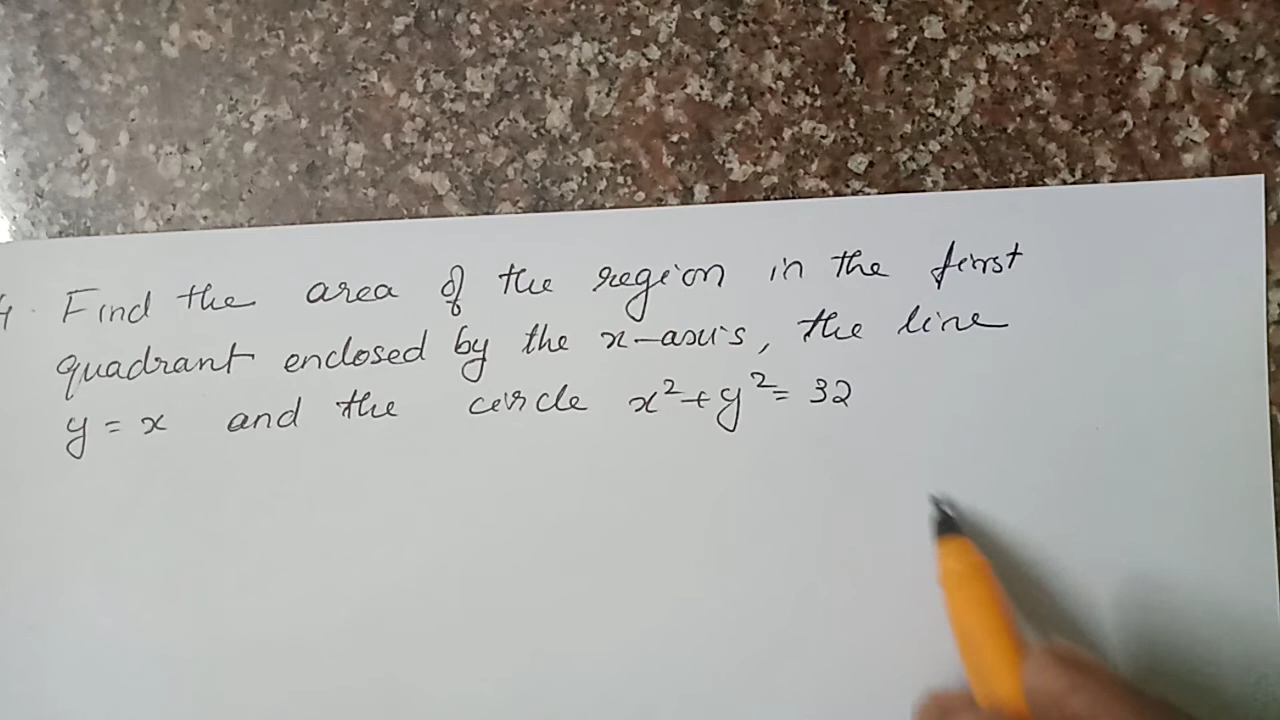 4. Find the area of the region in the first
quadrant enclosed by the x-axis, the line
y = x and the circle x² + y² = 32